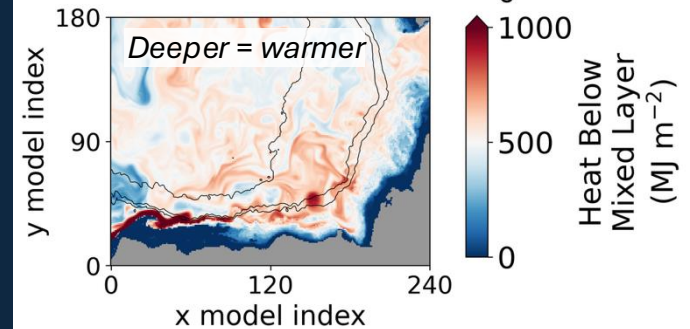 180
Deeper = warmer
90
0
0
120
240
y model index
x model index
1000
500
0
Heat Below
Mixed Layer
(MJ m⁻²)